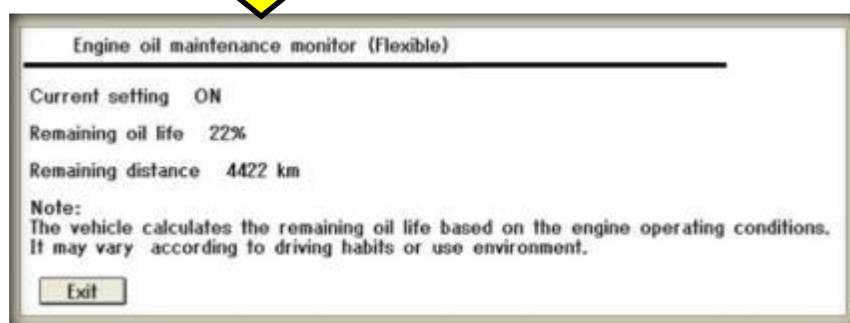 Engine oil maintenance monitor (Flexible)
Current setting ON
Remaining oil life 22%
Remaining distance 4422 km
Note:
The vehicle calculates the remaining oil life based on the engine operating conditions.
It may vary according to driving habits or use environment.
Exit